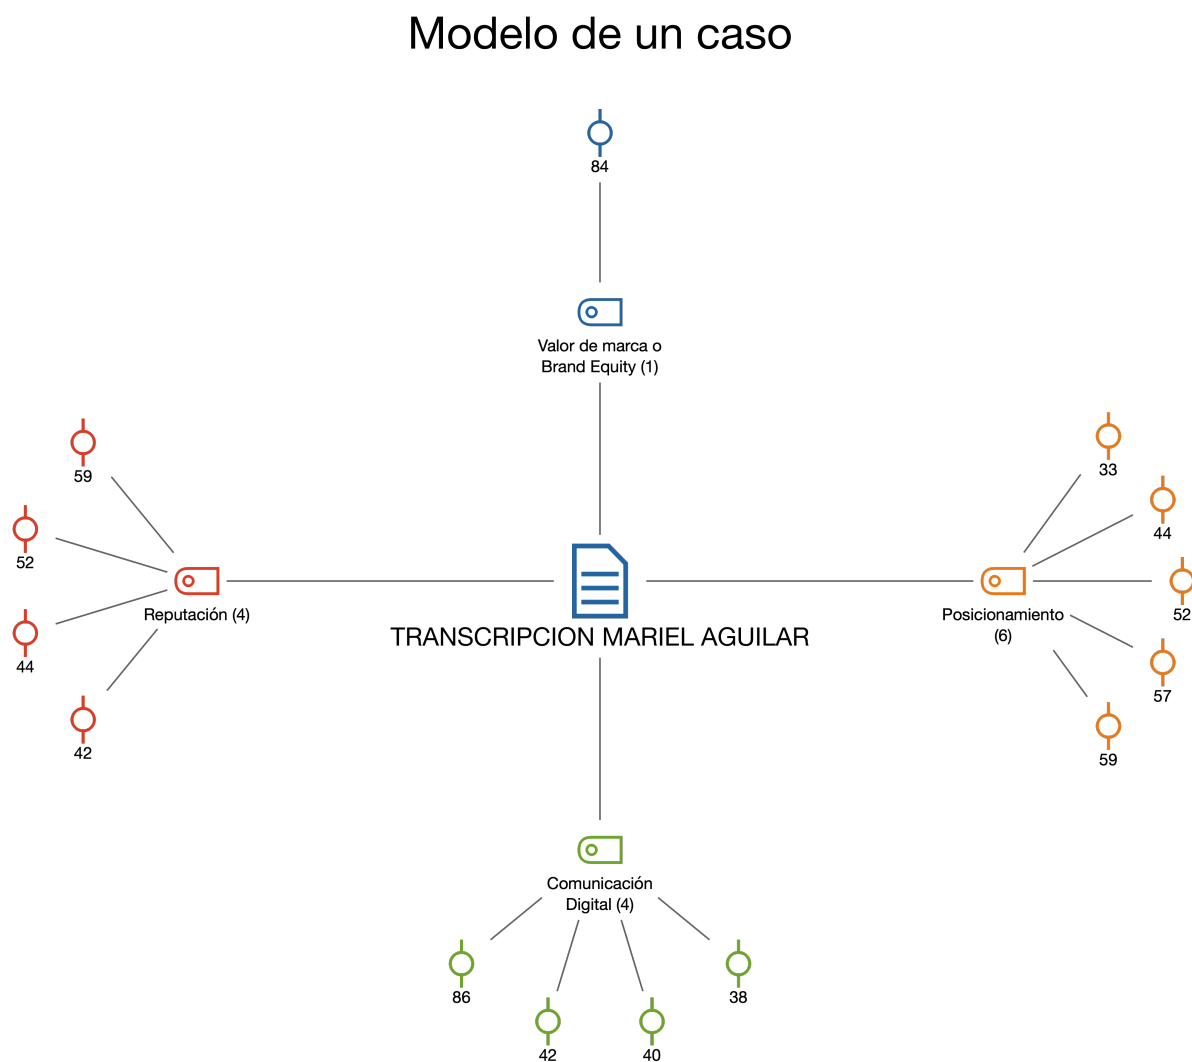 Modelo de un caso
84
Valor de marca o
Brand Equity (1)
59
52
44
42
Reputación (4)
TRANSCRIPCION MARIEL AGUILAR
33
44
52
57
59
Posicionamiento
(6)
Comunicación
Digital (4)
86
42
40
38